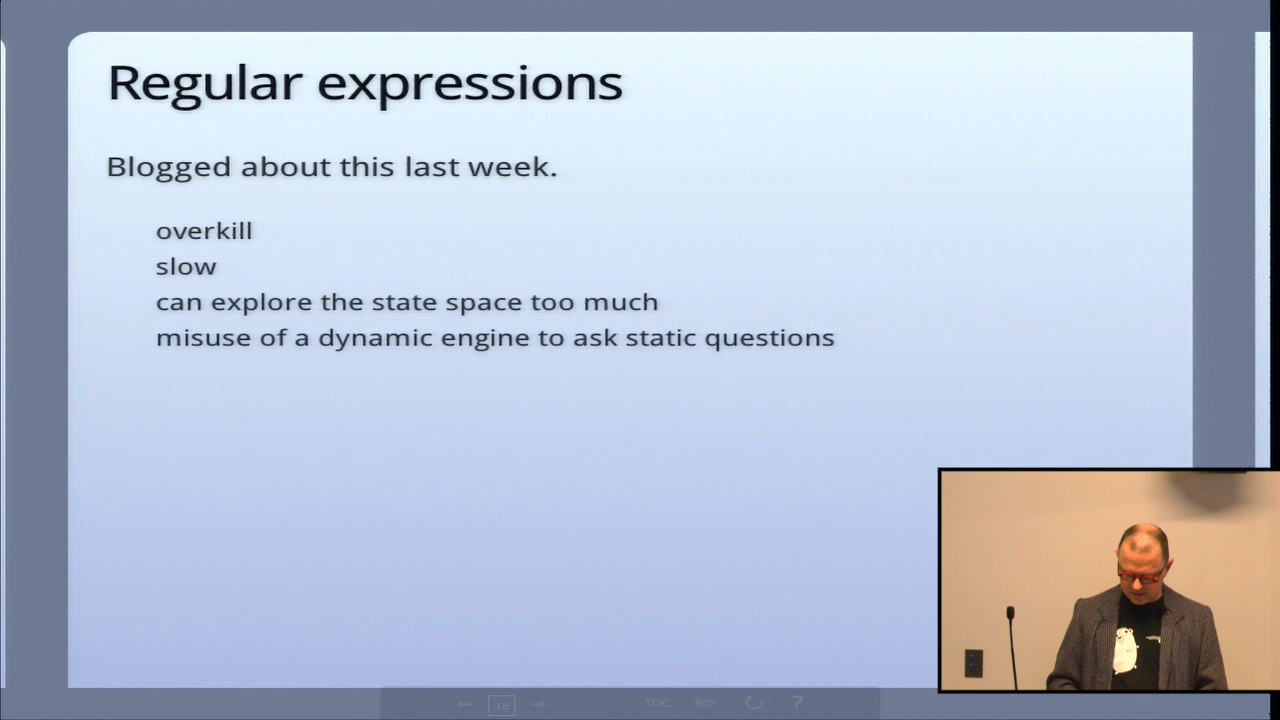 Regular expressions
Blogged about this last week.
overkill
slow
can explore the state space too much
misuse of a dynamic engine to ask static questions
16
TOC
?